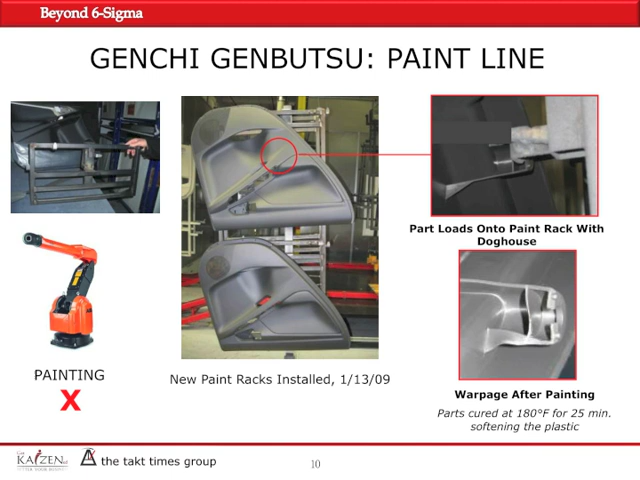 Beyond 6-Sigma
GENCHI GENBUTSU: PAINT LINE
Part Loads Onto Paint Rack With
Doghouse
PAINTING
X
New Paint Racks Installed, 1/13/09
Warpage After Painting
Parts cured at 180°F for 25 min.
softening the plastic
KAIZEN
the takt times group
10